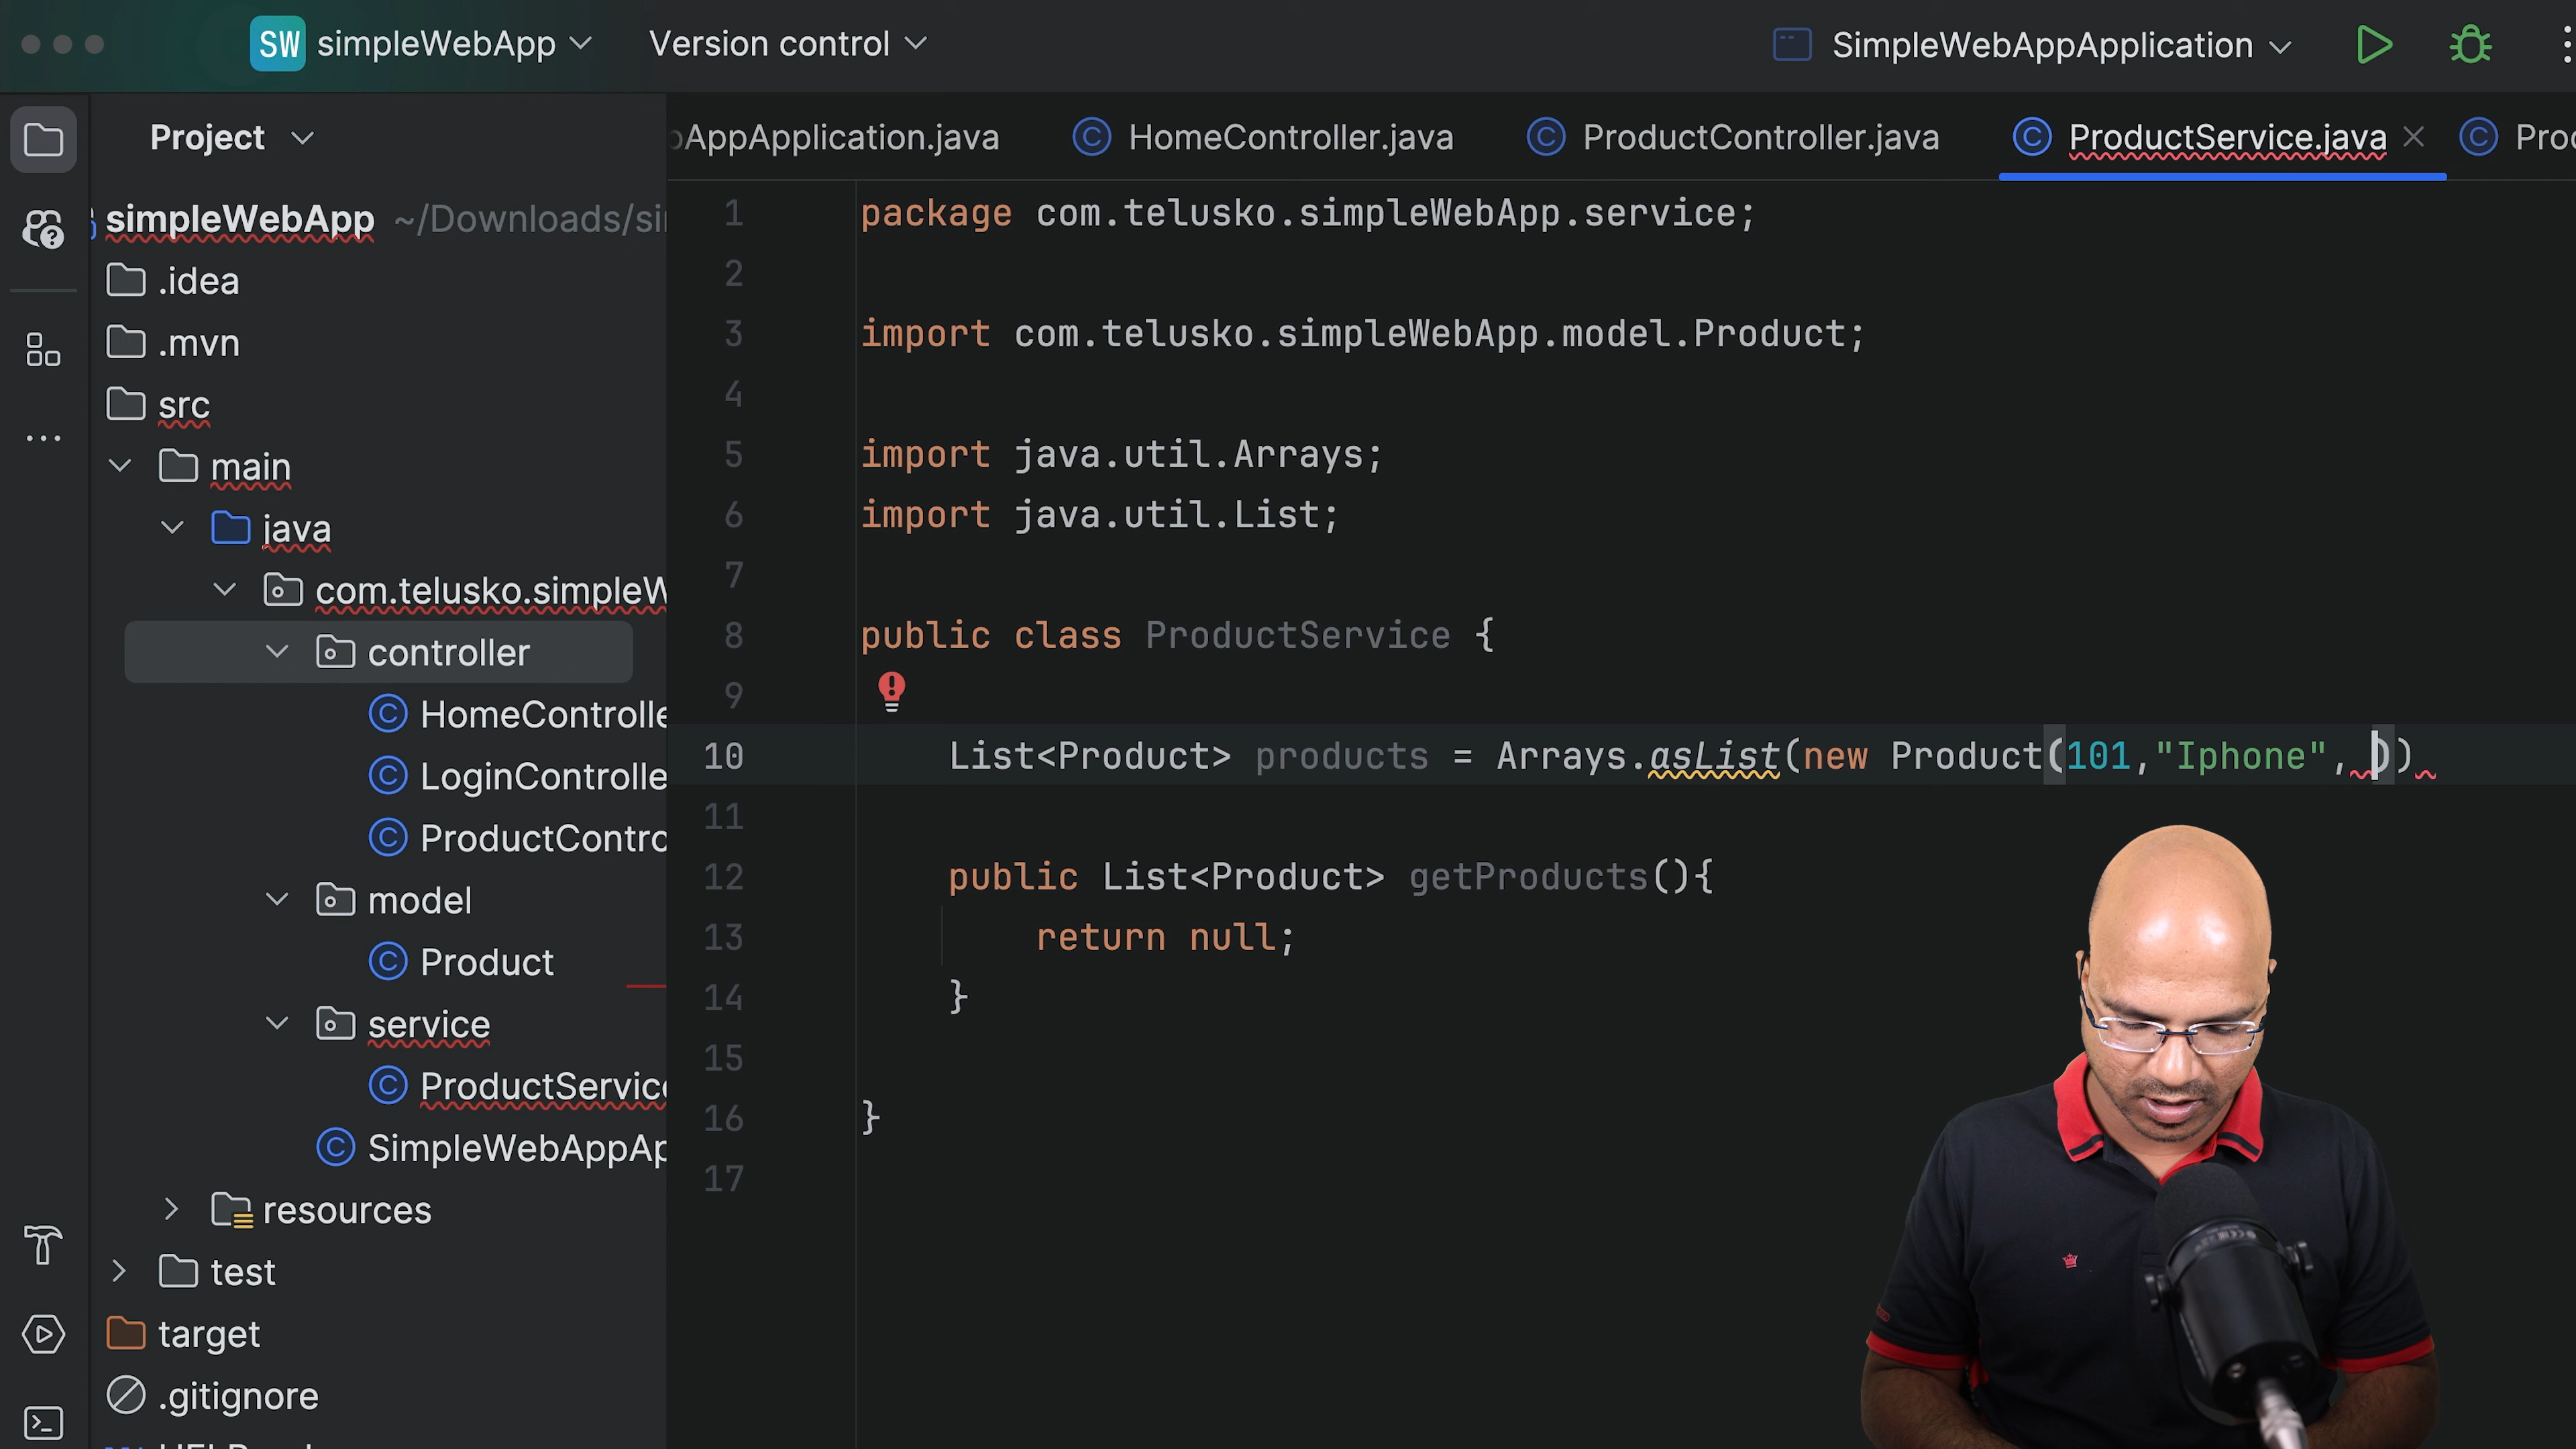 SW simpleWebApp Version control SimpleWebAppApplication
Project
bAppApplication.java HomeController.java ProductController.java ProductService.java Proc
simpleWebApp ~/Downloads/si
.idea
.mvn
src
main
java
com.telusko.simpleW
controller
HomeControlle
LoginControlle
ProductContro
model
Product
service
ProductService
SimpleWebAppAp
resources
test
target
.gitignore
1 package com.telusko.simpleWebApp.service;
2
3 import com.telusko.simpleWebApp.model.Product;
4
5 import java.util.Arrays;
6 import java.util.List;
7
8 public class ProductService {
9
10 List<Product> products = Arrays.asList(new Product(101,"Iphone", ))
11
12 public List<Product> getProducts(){
13 return null;
14 }
15
16 }
17